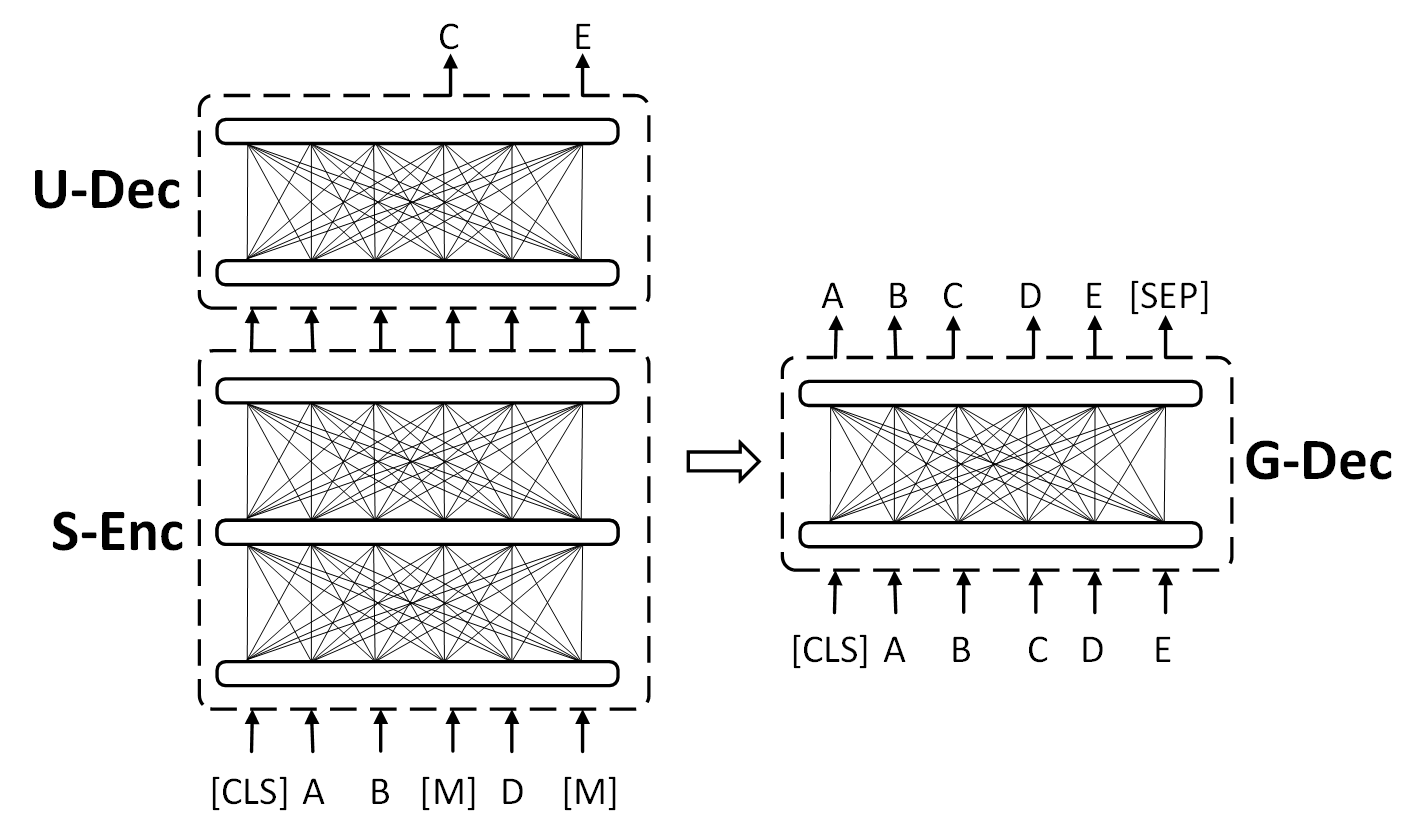 C E
U-Dec
S-Enc
[CLS] A B [M] D [M]
A B C D E [SEP]
G-Dec
[CLS] A B C D E